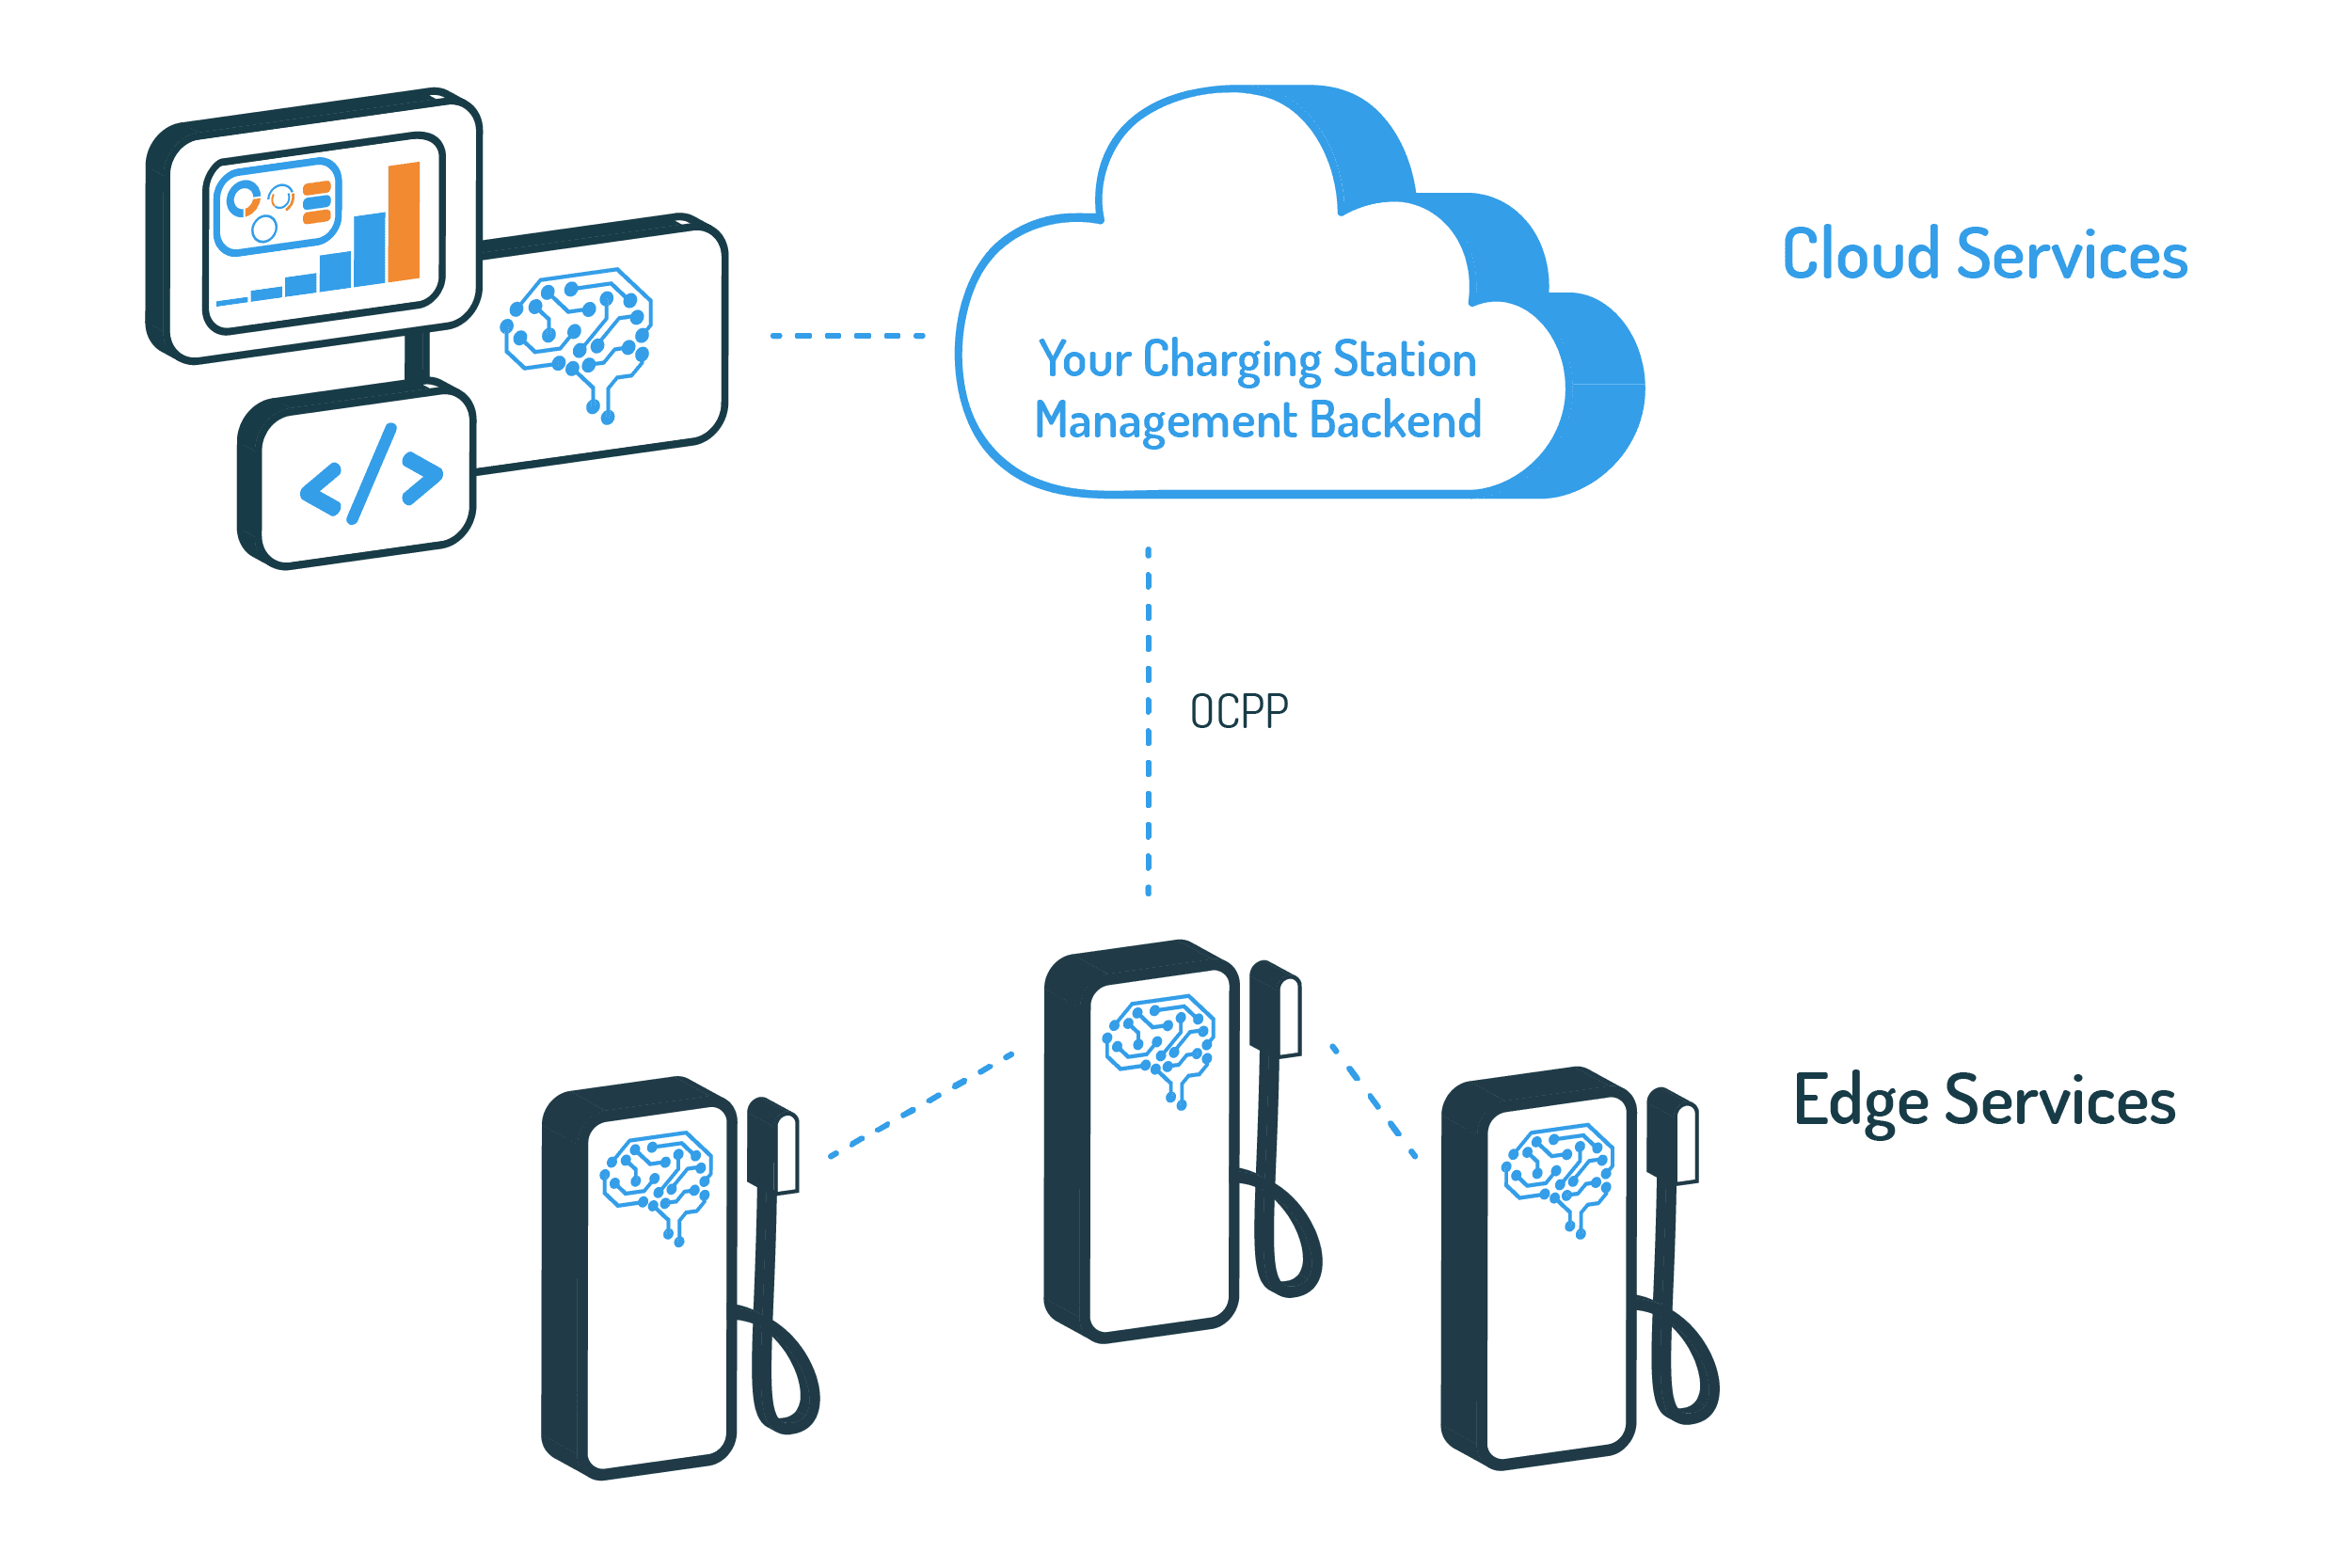 Cloud Services
Your Charging Station
Management Backend
</>
OCPP
Edge Services